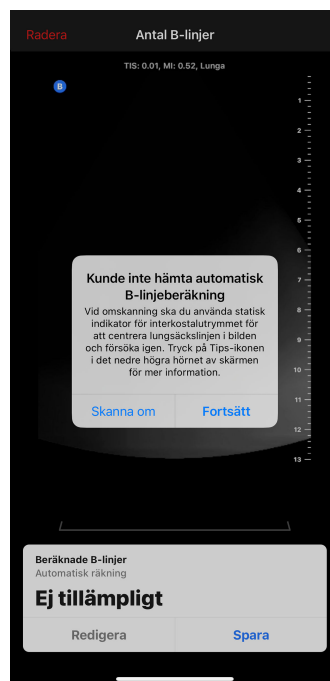 Radera Antal B-linjer
TIS: 0.01, MI: 0.52, Lunga
B
1
2
3
4
5
6
7
8
9
10
11
12
13
Kunde inte hämta automatisk
B-linjeberäkning
Vid omskanning ska du använda statisk
indikator för interkostalutrymmet för
att centrera lungsäckslinjen i bilden
och försöka igen. Tryck på Tips-ikonen
i det nedre högra hörnet av skärmen
för mer information.
Skanna om Fortsätt
Beräknade B-linjer
Automatisk räkning
Ej tillämpligt
Redigera Spara